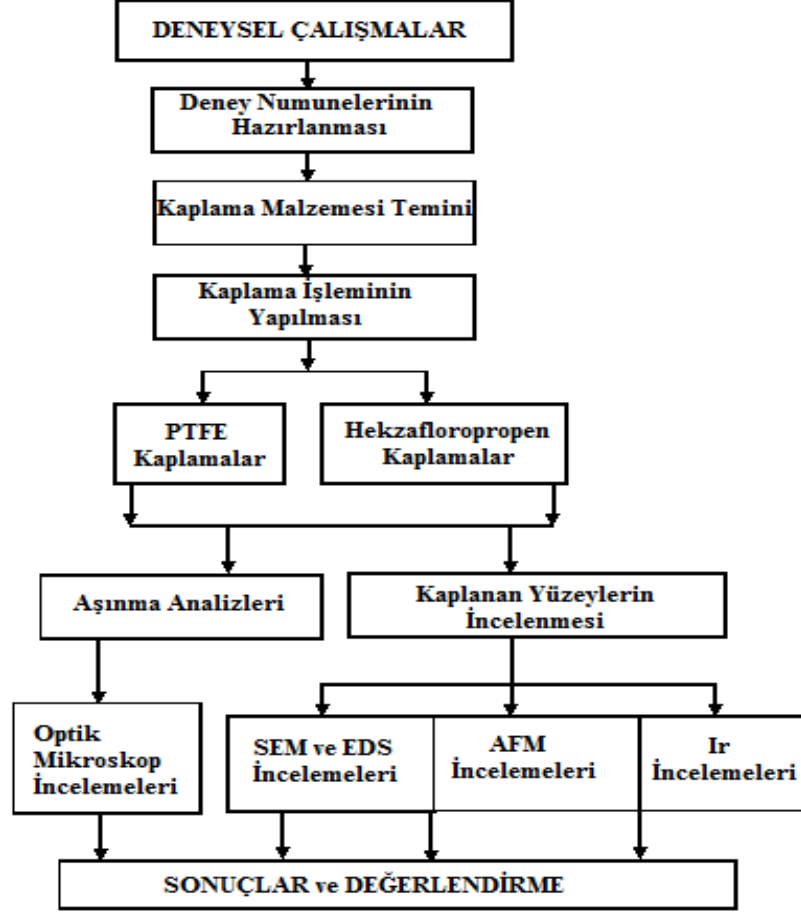 DENEYSEL ÇALIŞMALAR
Deney Numunelerinin
Hazırlanması
Kaplama Malzemesi Temini
Kaplama İşleminin
Yapılması
PTFE
Kaplamalar
Hekzafloropropen
Kaplamalar
Aşınma Analizleri
Kaplanan Yüzeylerin
İncelenmesi
Optik
Mikroskop
İncelemeleri
SEM ve EDS
İncelemeleri
AFM
İncelemeleri
Ir
İncelemeleri
SONUÇLAR ve DEĞERLENDİRME